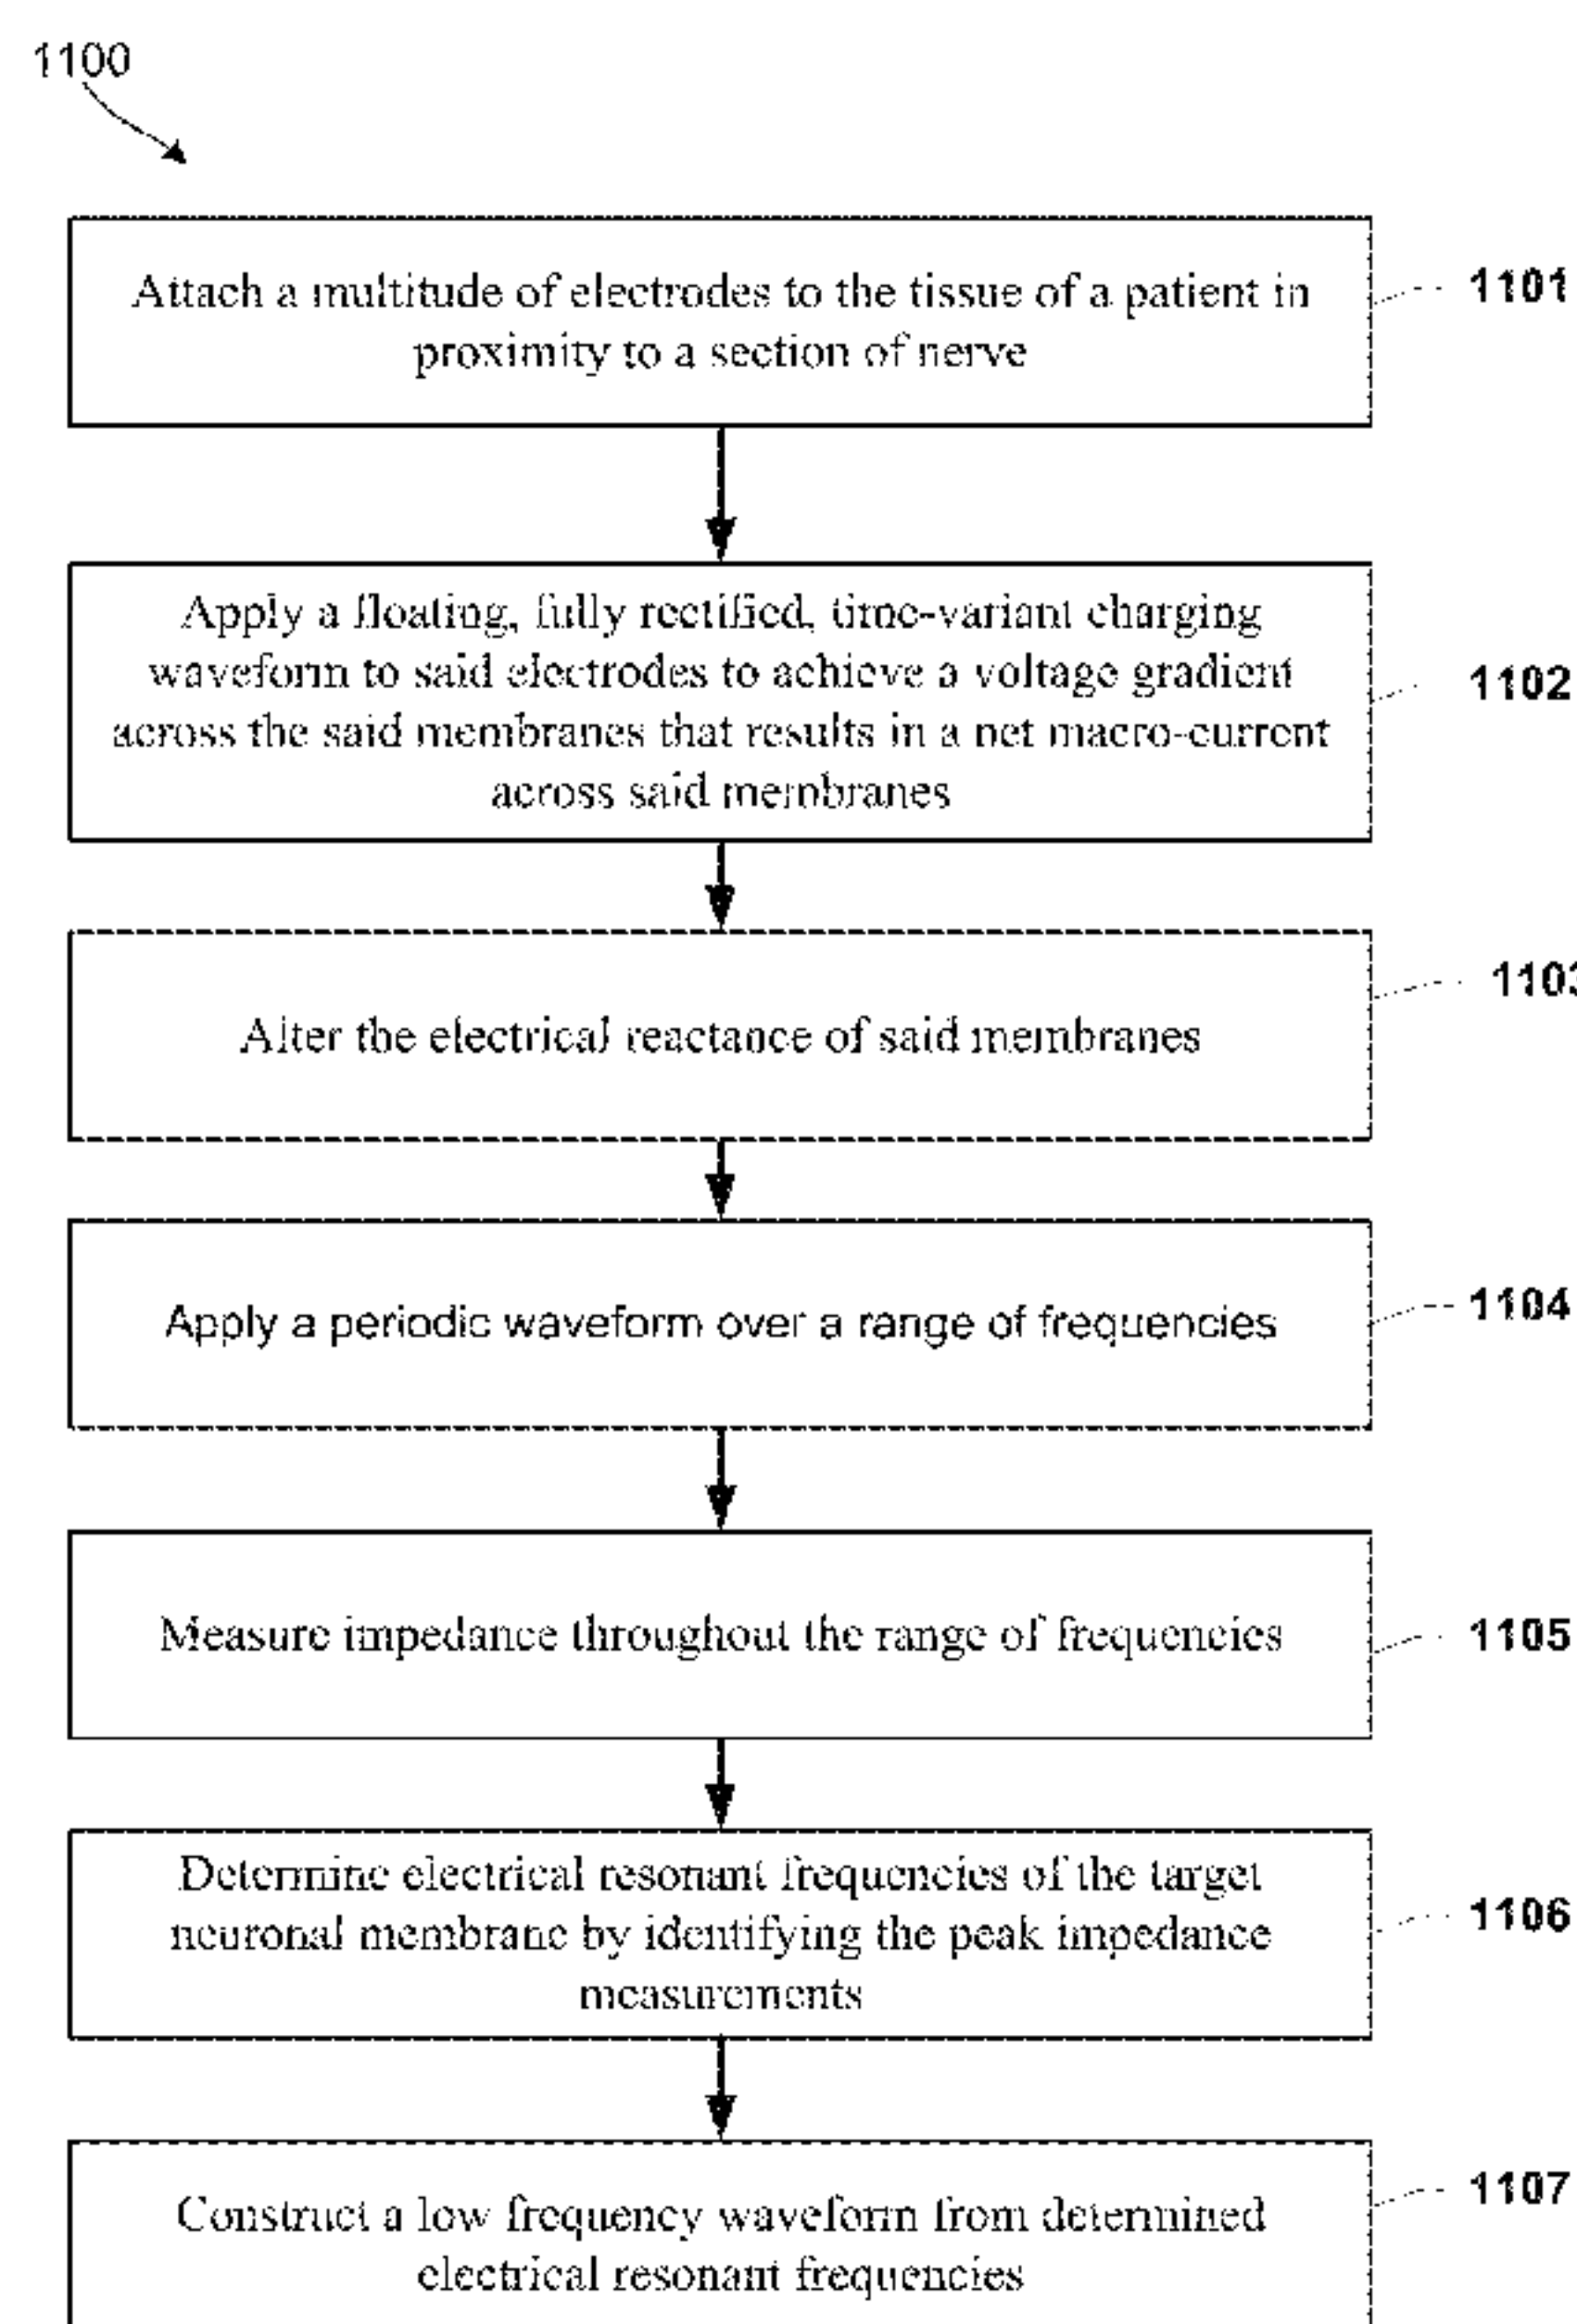 1100
Attach a multitude of electrodes to the tissue of a patient in
proximity to a section of nerve
1101
Apply a floating, fully rectified, time-variant charging
waveform to said electrodes to achieve a voltage gradient
across the said membranes that results in a net macro-current
across said membranes
1102
Alter the electrical reactance of said membranes
1103
Apply a periodic waveform over a range of frequencies
1104
Measure impedance throughout the range of frequencies
1105
Determine electrical resonant frequencies of the target
neuronal membrane by identifying the peak impedance
measurements
1106
Construct a low frequency waveform from determined
electrical resonant frequencies
1107